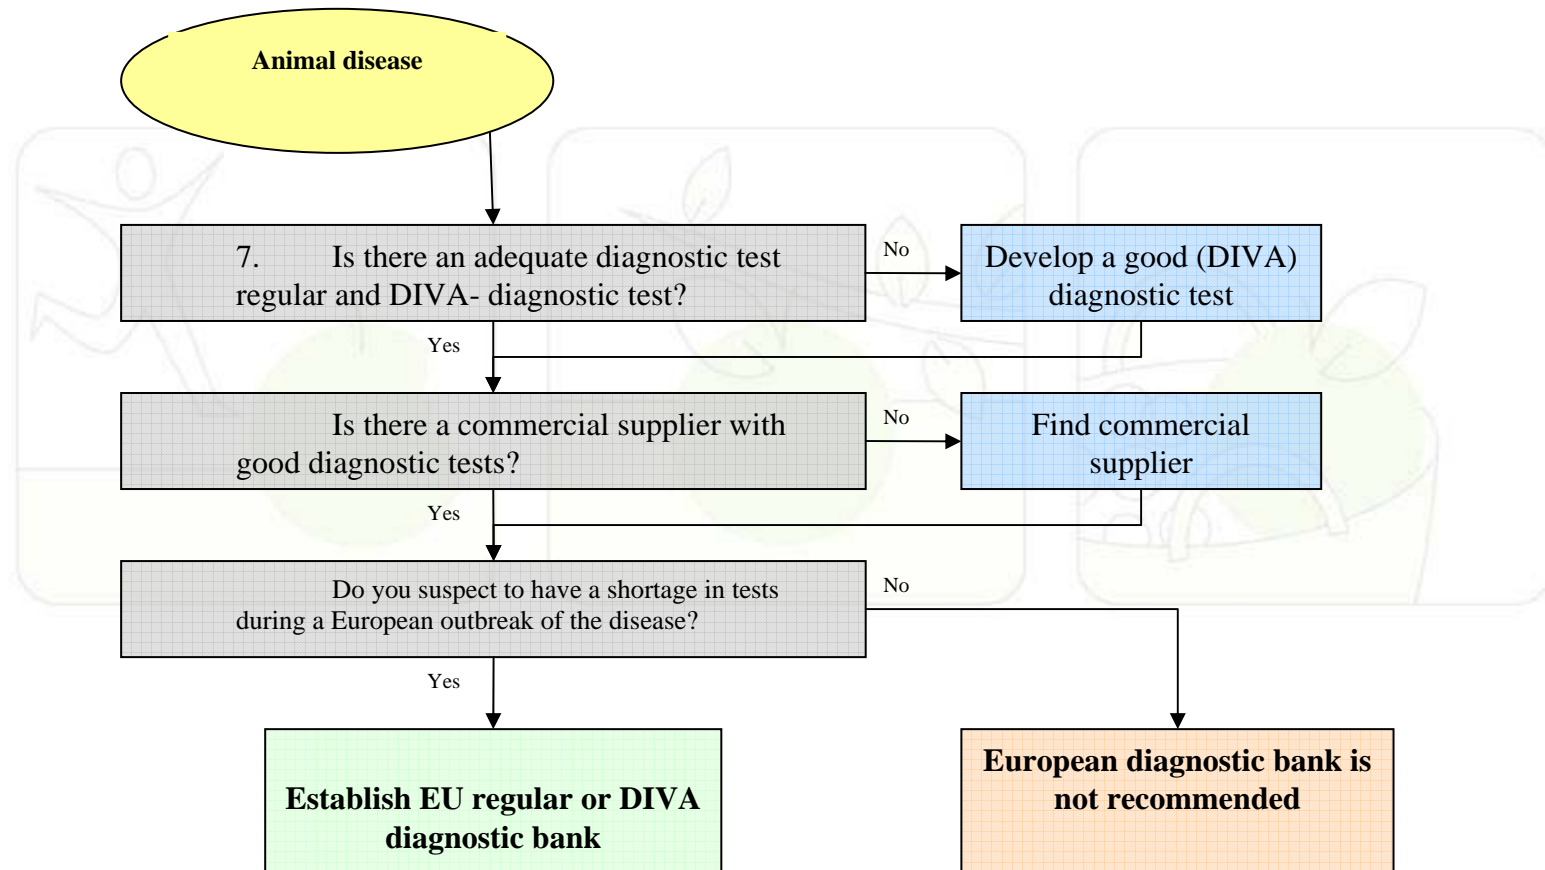 Animal disease
7. Is there an adequate diagnostic test
regular and DIVA- diagnostic test?
No
Develop a good (DIVA)
diagnostic test
Yes
Is there a commercial supplier with
good diagnostic tests?
No
Find commercial
supplier
Yes
Do you suspect to have a shortage in tests
during a European outbreak of the disease?
No
Yes
Establish EU regular or DIVA
diagnostic bank
European diagnostic bank is
not recommended